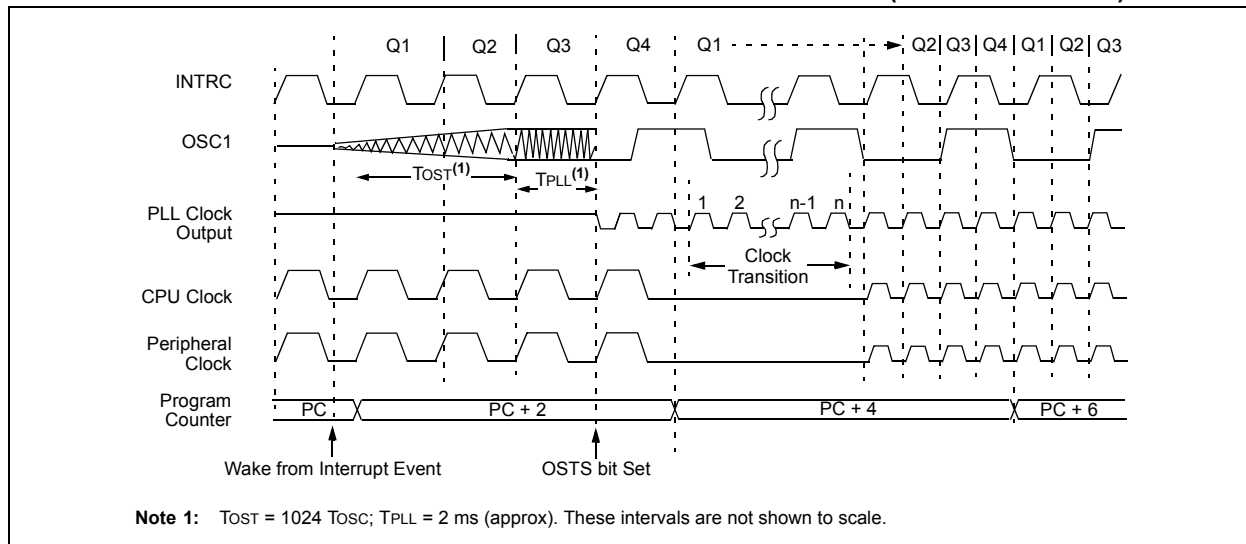 Q1 Q2 Q3 Q4 Q1 Q2 Q3 Q4 Q1 Q2 Q3
INTRC
OSC1
TOST(1) TPLL(1)
PLL Clock
Output
1 2 n-1 n
Clock
Transition
CPU Clock
Peripheral
Clock
Program
Counter
PC PC + 2 PC + 4 PC + 6
Wake from Interrupt Event OSTS bit Set
Note 1: TOST = 1024 TOSC; TPLL = 2 ms (approx). These intervals are not shown to scale.